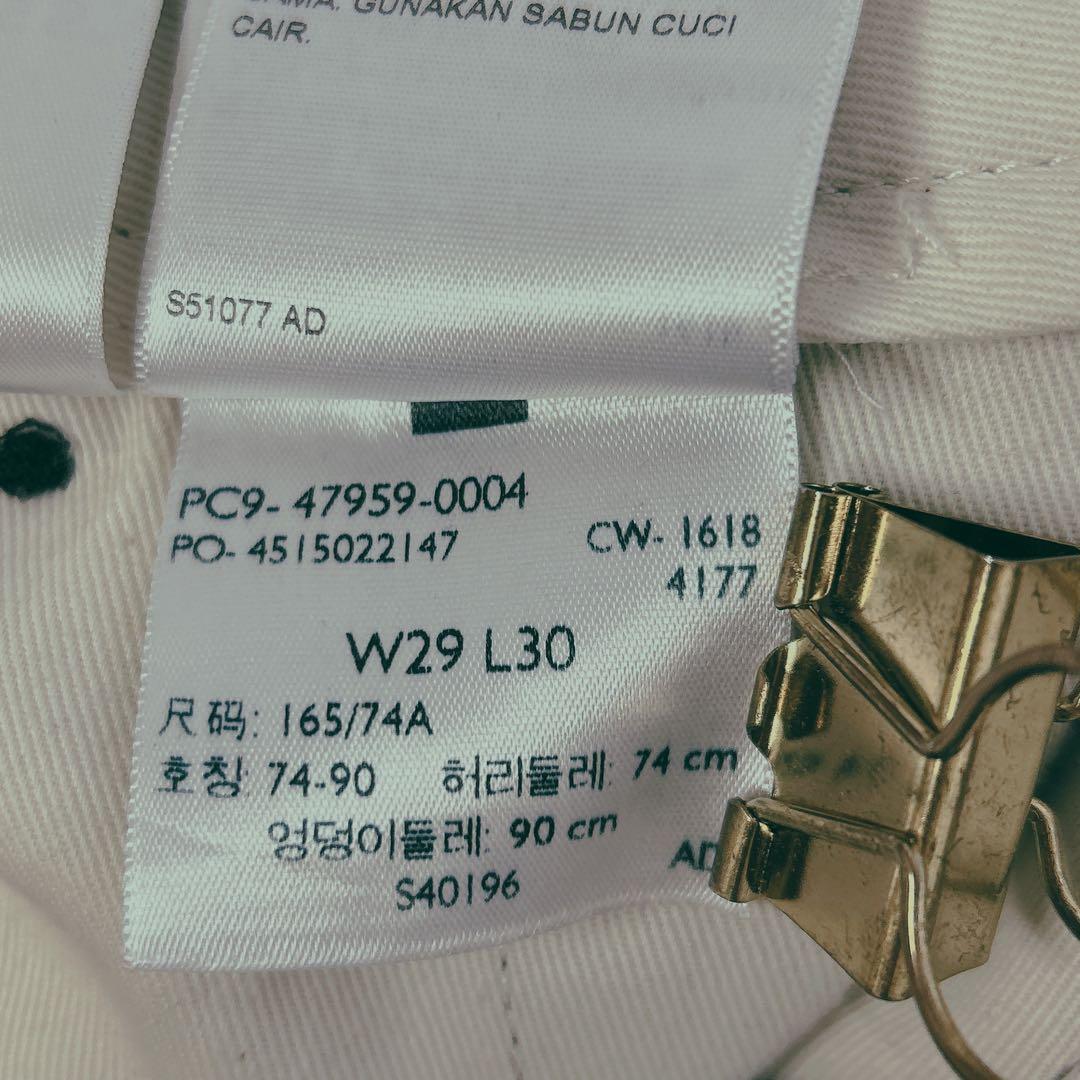 GUNAKAN SABUN CUCI
CAIR.
S51077 AD
PC9- 47959-0004
PO- 4515022147
CW- 1618
4177
W29 L30
尺码: 165/74A
호칭: 74-90 허리둘레: 74 cm
엉덩이둘레: 90 cm
AD
S40196